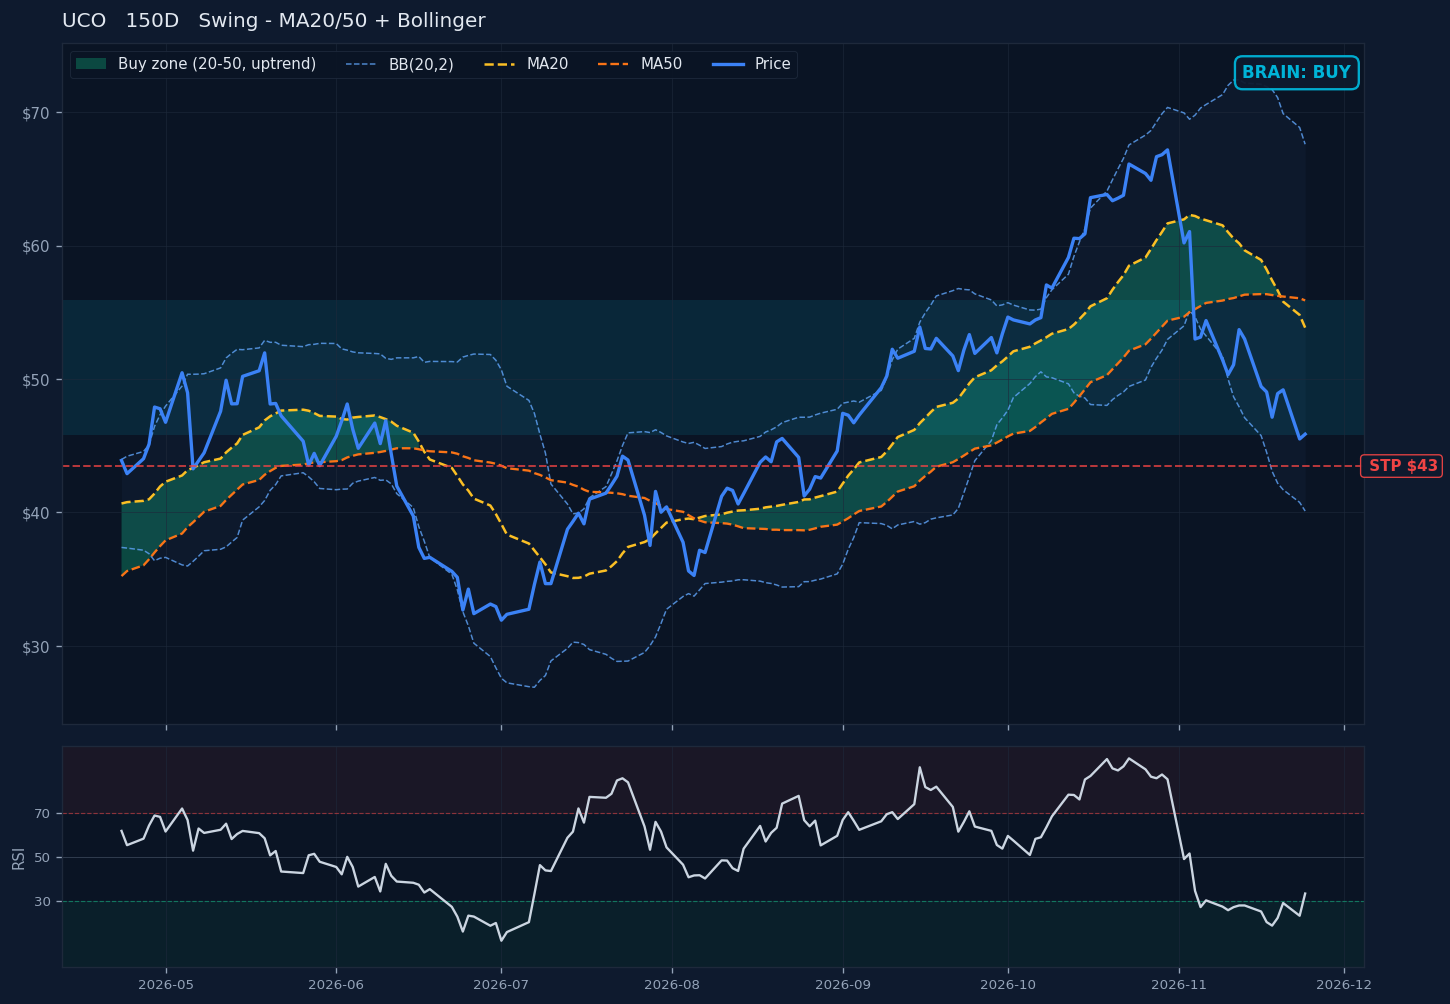 UCO 150D Swing - MA20/50 + Bollinger
Buy zone (20-50, uptrend) BB(20,2) MA20 MA50 Price
BRAIN: BUY
$70
$60
$50
$40
$30
STP $43
RSI
70
50
30
2026-05 2026-06 2026-07 2026-08 2026-09 2026-10 2026-11 2026-12